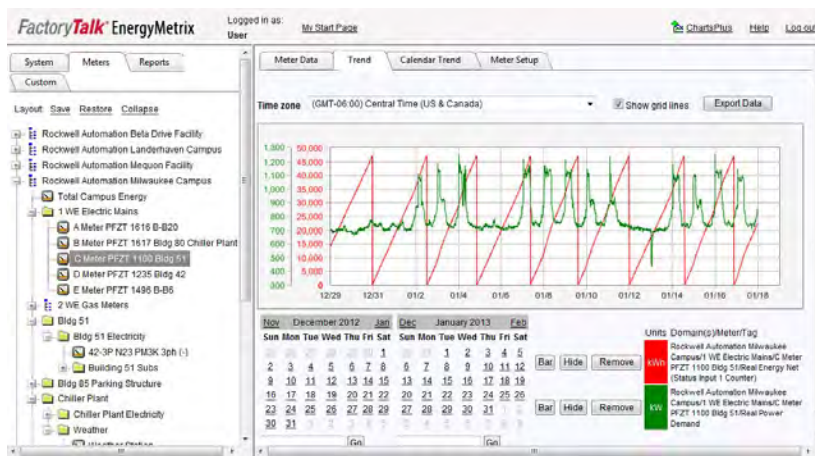 FactoryTalk EnergyMetrix
Logged in as:
User
My Start Page
ChartsPlus Help Log out
System Meters Reports
Custom
Layout: Save Restore Collapse
Rockwell Automation Beta Drive Facility
Rockwell Automation Landerhaven Campus
Rockwell Automation Mequon Facility
Rockwell Automation Milwaukee Campus
Total Campus Energy
1 WE Electric Mains
A Meter PFZT 1616 B-B20
B Meter PFZT 1617 Bldg 80 Chiller Plant
C Meter PFZT 1100 Bldg 51
D Meter PFZT 1235 Bldg 42
E Meter PFZT 1496 B-B6
2 WE Gas Meters
Bldg 51
Bldg 51 Electricity
42-3P N23 PM3K 3ph (-)
Building 51 Subs
Bldg 85 Parking Structure
Chiller Plant
Chiller Plant Electricity
Weather
Weather Station
Meter Data Trend Calendar Trend Meter Setup
Time zone (GMT-06:00) Central Time (US & Canada) Show grid lines Export Data
1,300 50,000
1,200 45,000
1,100 40,000
1,000 35,000
900 30,000
800 25,000
700 20,000
600 15,000
500 10,000
400 5,000
300 0
12/29 12/31 01/2 01/4 01/6 01/8 01/10 01/12 01/14 01/16 01/18
Nov December 2012 Jan
Sun Mon Tue Wed Thu Fri Sat
1
2 3 4 5 6 7 8
9 10 11 12 13 14 15
16 17 18 19 20 21 22
23 24 25 26 27 28 29
30 31
Go
Dec January 2013 Feb
Sun Mon Tue Wed Thu Fri Sat
1 2 3 4 5
6 7 8 9 10 11 12
13 14 15 16 17 18 19
20 21 22 23 24 25 26
27 28 29 30 31
Go
Units Domain(s)/Meter/Tag
Bar Hide Remove kWh
Rockwell Automation Milwaukee
Campus/1 WE Electric Mains/C Meter
PFZT 1100 Bldg 51/Real Energy Net
(Status Input 1 Counter)
Bar Hide Remove kW
Rockwell Automation Milwaukee
Campus/1 WE Electric Mains/C Meter
PFZT 1100 Bldg 51/Real Power
Demand